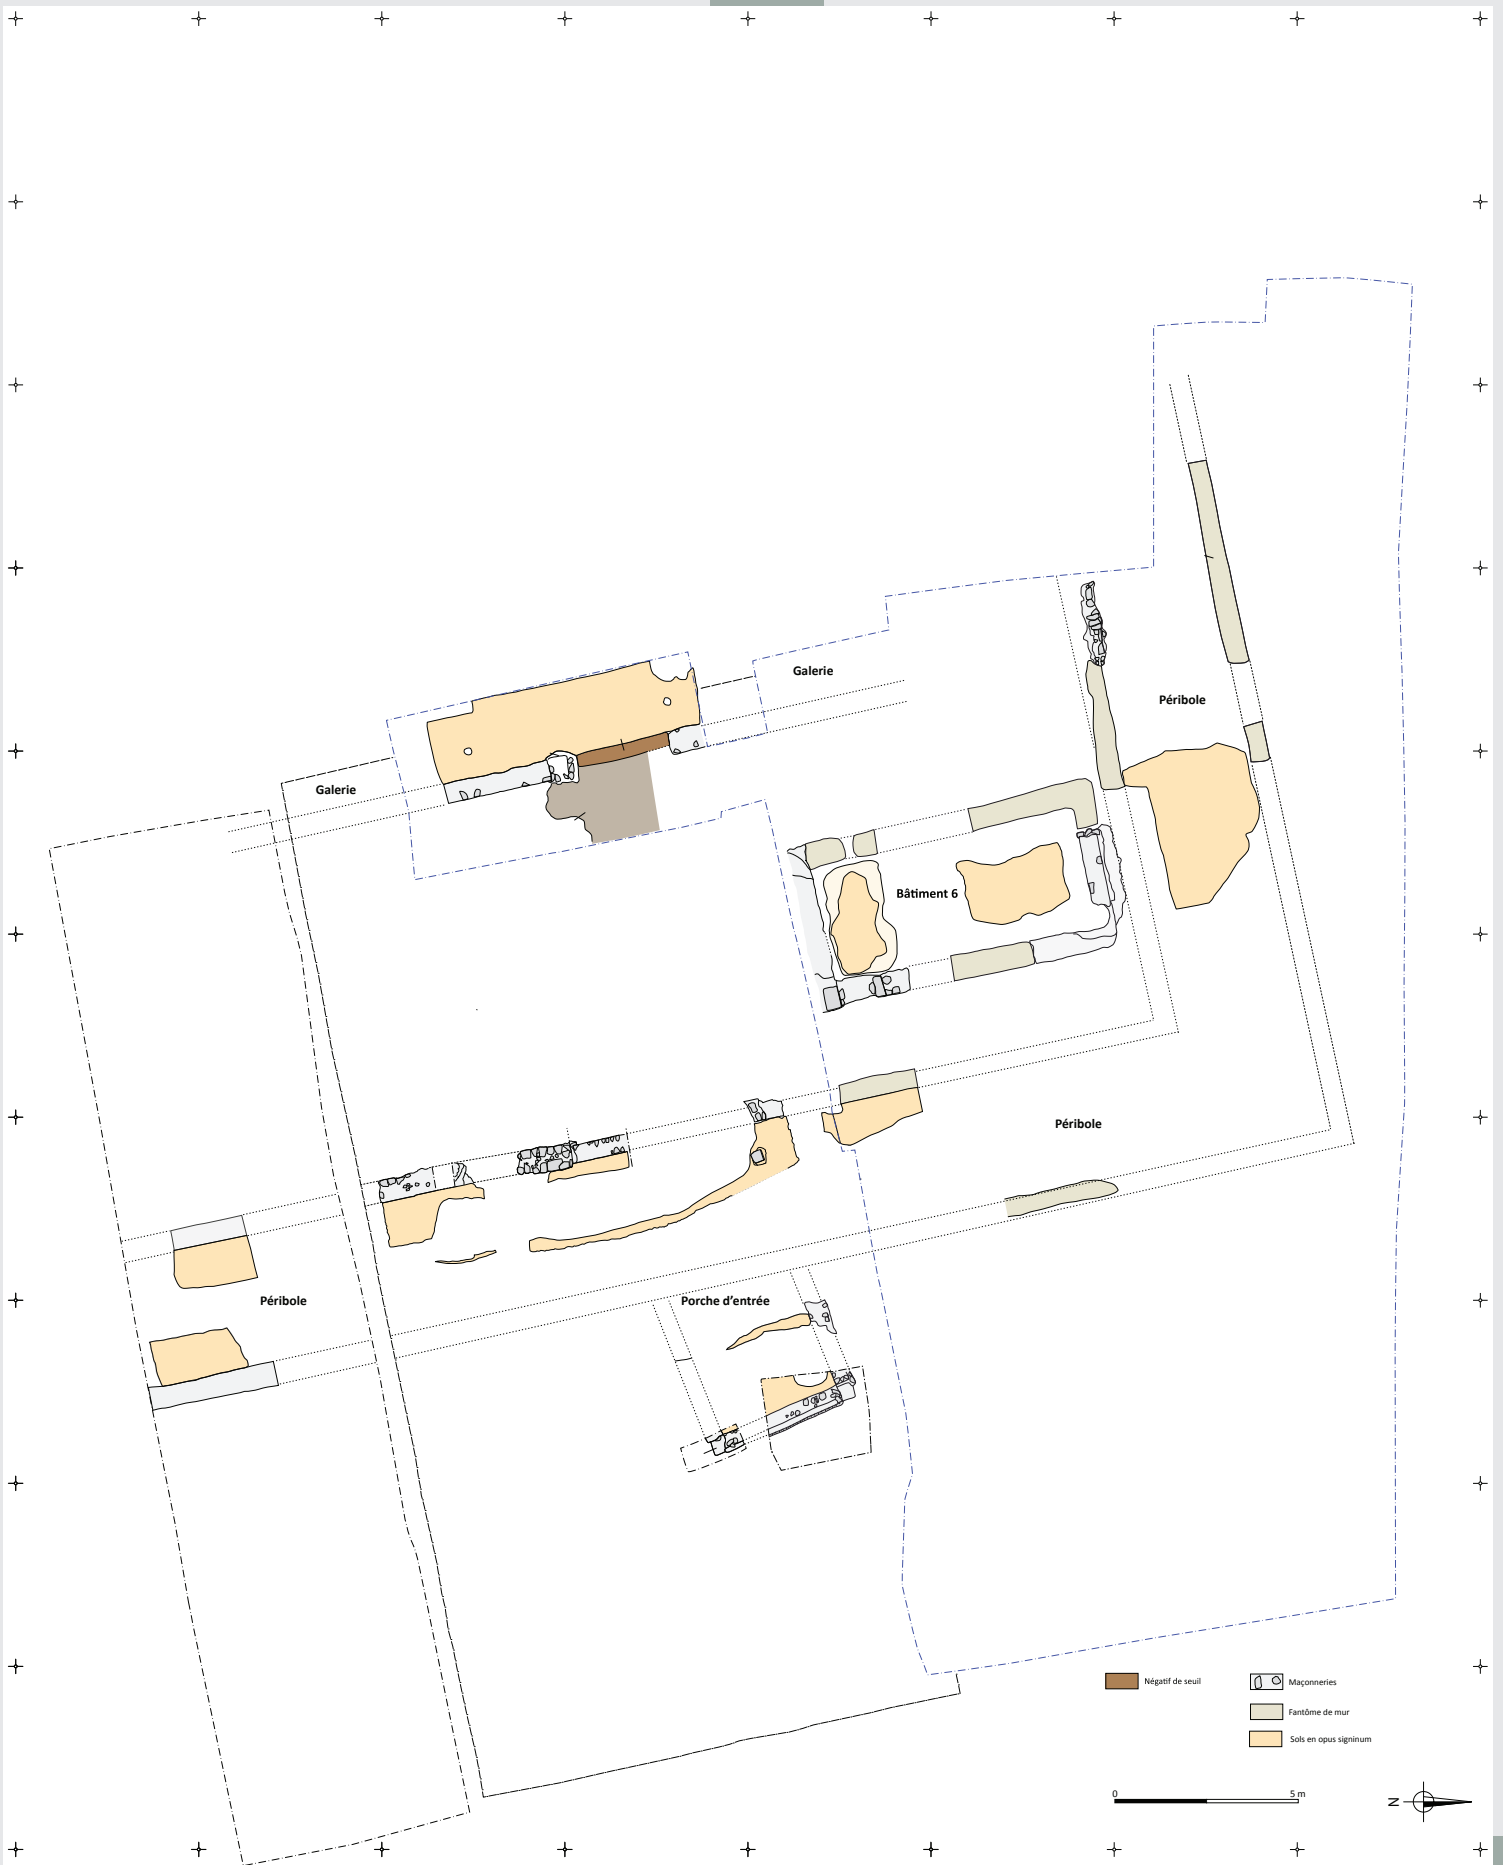 Galerie
Péribole
Galerie
Bâtiment 6
Péribole
Péribole
Porche d'entrée
Négatif de seuil
Maçonneries
Fantôme de mur
Sols en opus signinum
0 5 m
N